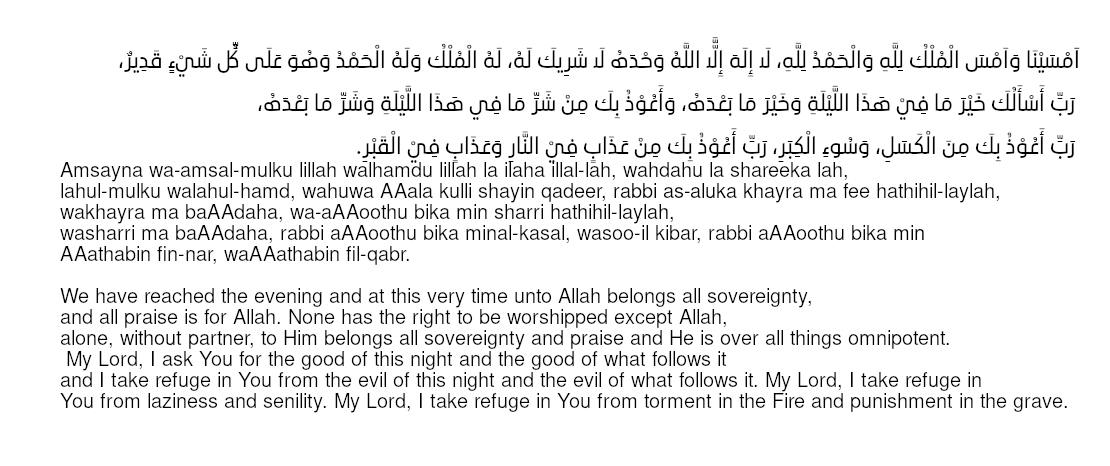 اَمْسَيْنَا وَاَمْسَ الْمُلْكُ لِلَّهِ وَالْحَمْدُ لِلَّهِ، لَا إِلَهَ إِلَّا اللَّهُ وَحْدَهُ لَا شَرِيكَ لَهُ، لَهُ الْمُلْكُ وَلَهُ الْحَمْدُ وَهُوَ عَلَى كُلِّ شَيْءٍ قَدِيرٌ،
رَبِّ أَسْأَلُكَ خَيْرَ مَا فِيْ هَذَا اللَّيْلَةِ وَخَيْرَ مَا بَعْدَهُ، وَأَعُوْذُ بِكَ مِنْ شَرِّ مَا فِي هَذَا اللَّيْلَةِ وَشَرِّ مَا بَعْدَهُ،
رَبِّ أَعُوْذُ بِكَ مِنَ الْكَسَلِ، وَسُوءِ الْكِبَرِ، رَبِّ أَعُوْذُ بِكَ مِنْ عَذَابٍ فِيْ النَّارِ وَعَذَابٍ فِيْ الْقَبْرِ.
Amsayna wa-amsal-mulku lillah walhamdu lillah la ilaha illal-lah, wahdahu la shareeka lah,
lahul-mulku walahul-hamd, wahuwa AAala kulli shayin qadeer, rabbi as-aluka khayra ma fee hathihil-laylah,
wakhayra ma baAAdaha, wa-aAAoothu bika min sharri hathihil-laylah,
washarri ma baAAdaha, rabbi aAAoothu bika minal-kasal, wasoo-il kibar, rabbi aAAoothu bika min
AAathabin fin-nar, waAAathabin fil-qabr.
We have reached the evening and at this very time unto Allah belongs all sovereignty,
and all praise is for Allah. None has the right to be worshipped except Allah,
alone, without partner, to Him belongs all sovereignty and praise and He is over all things omnipotent.
My Lord, I ask You for the good of this night and the good of what follows it
and I take refuge in You from the evil of this night and the evil of what follows it. My Lord, I take refuge in
You from laziness and senility. My Lord, I take refuge in You from torment in the Fire and punishment in the grave.